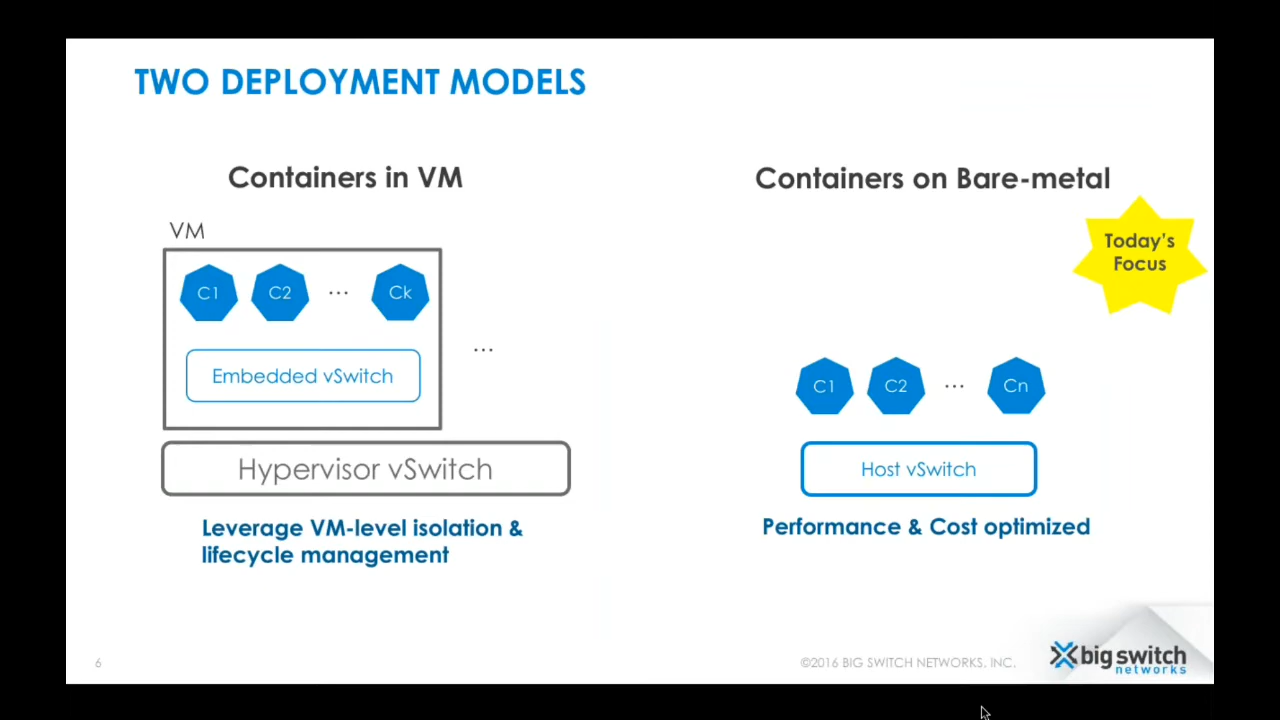 TWO DEPLOYMENT MODELS
Containers in VM
VM
C1 C2 ... Ck
Embedded vSwitch
...
Hypervisor vSwitch
Leverage VM-level isolation &
lifecycle management
Containers on Bare-metal
Today's
Focus
C1 C2 ... Cn
Host vSwitch
Performance & Cost optimized
6
©2016 BIG SWITCH NETWORKS, INC.
big switch
networks